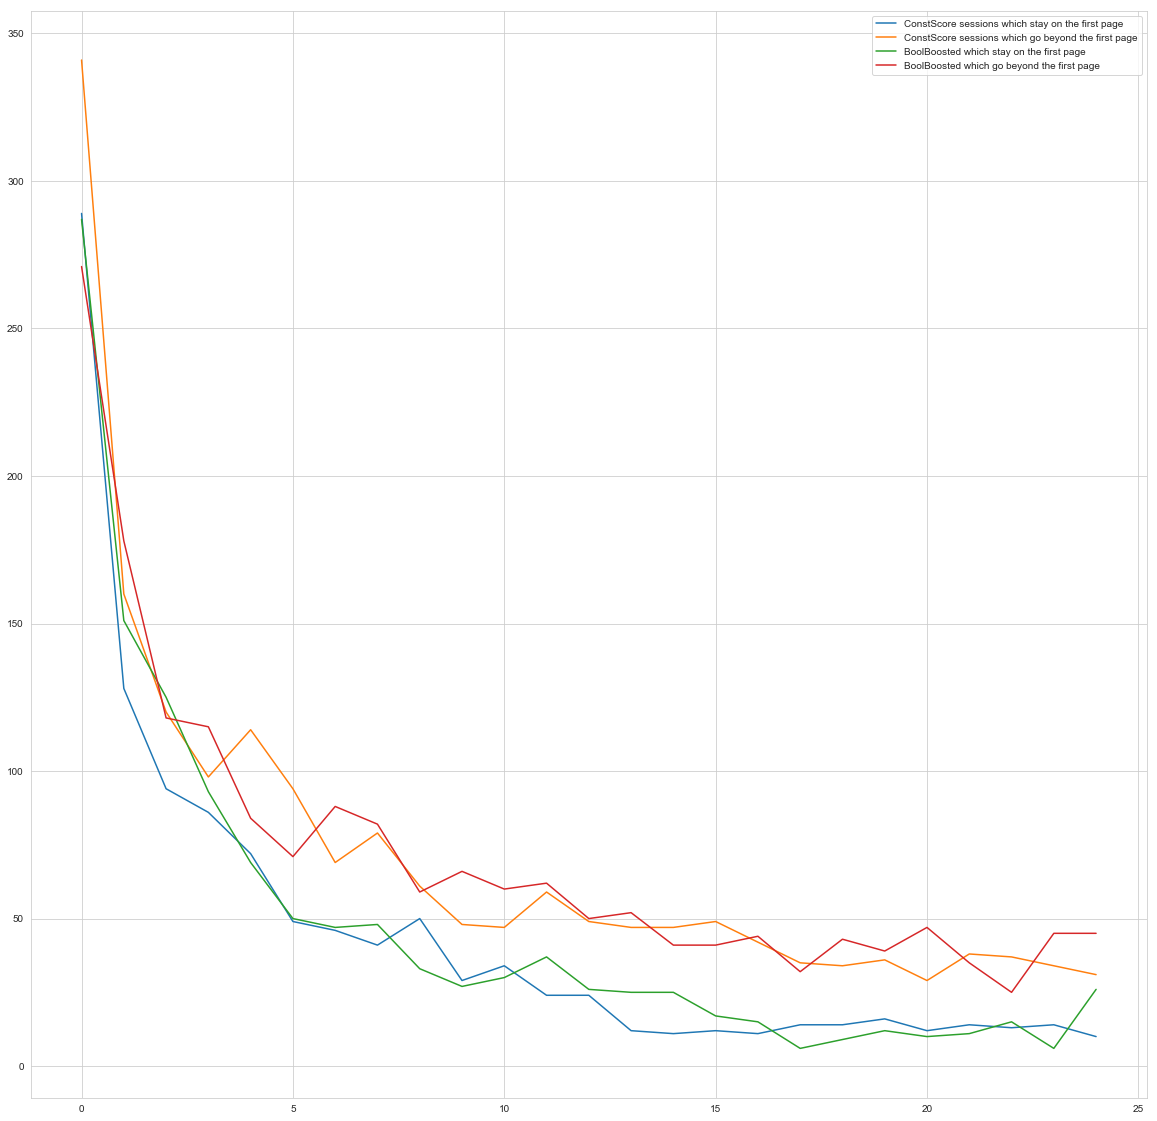 ConstScore sessions which stay on the first page
ConstScore sessions which go beyond the first page
BoolBoosted which stay on the first page
BoolBoosted which go beyond the first page
350
300
250
200
150
100
50
0
0 5 10 15 20 25